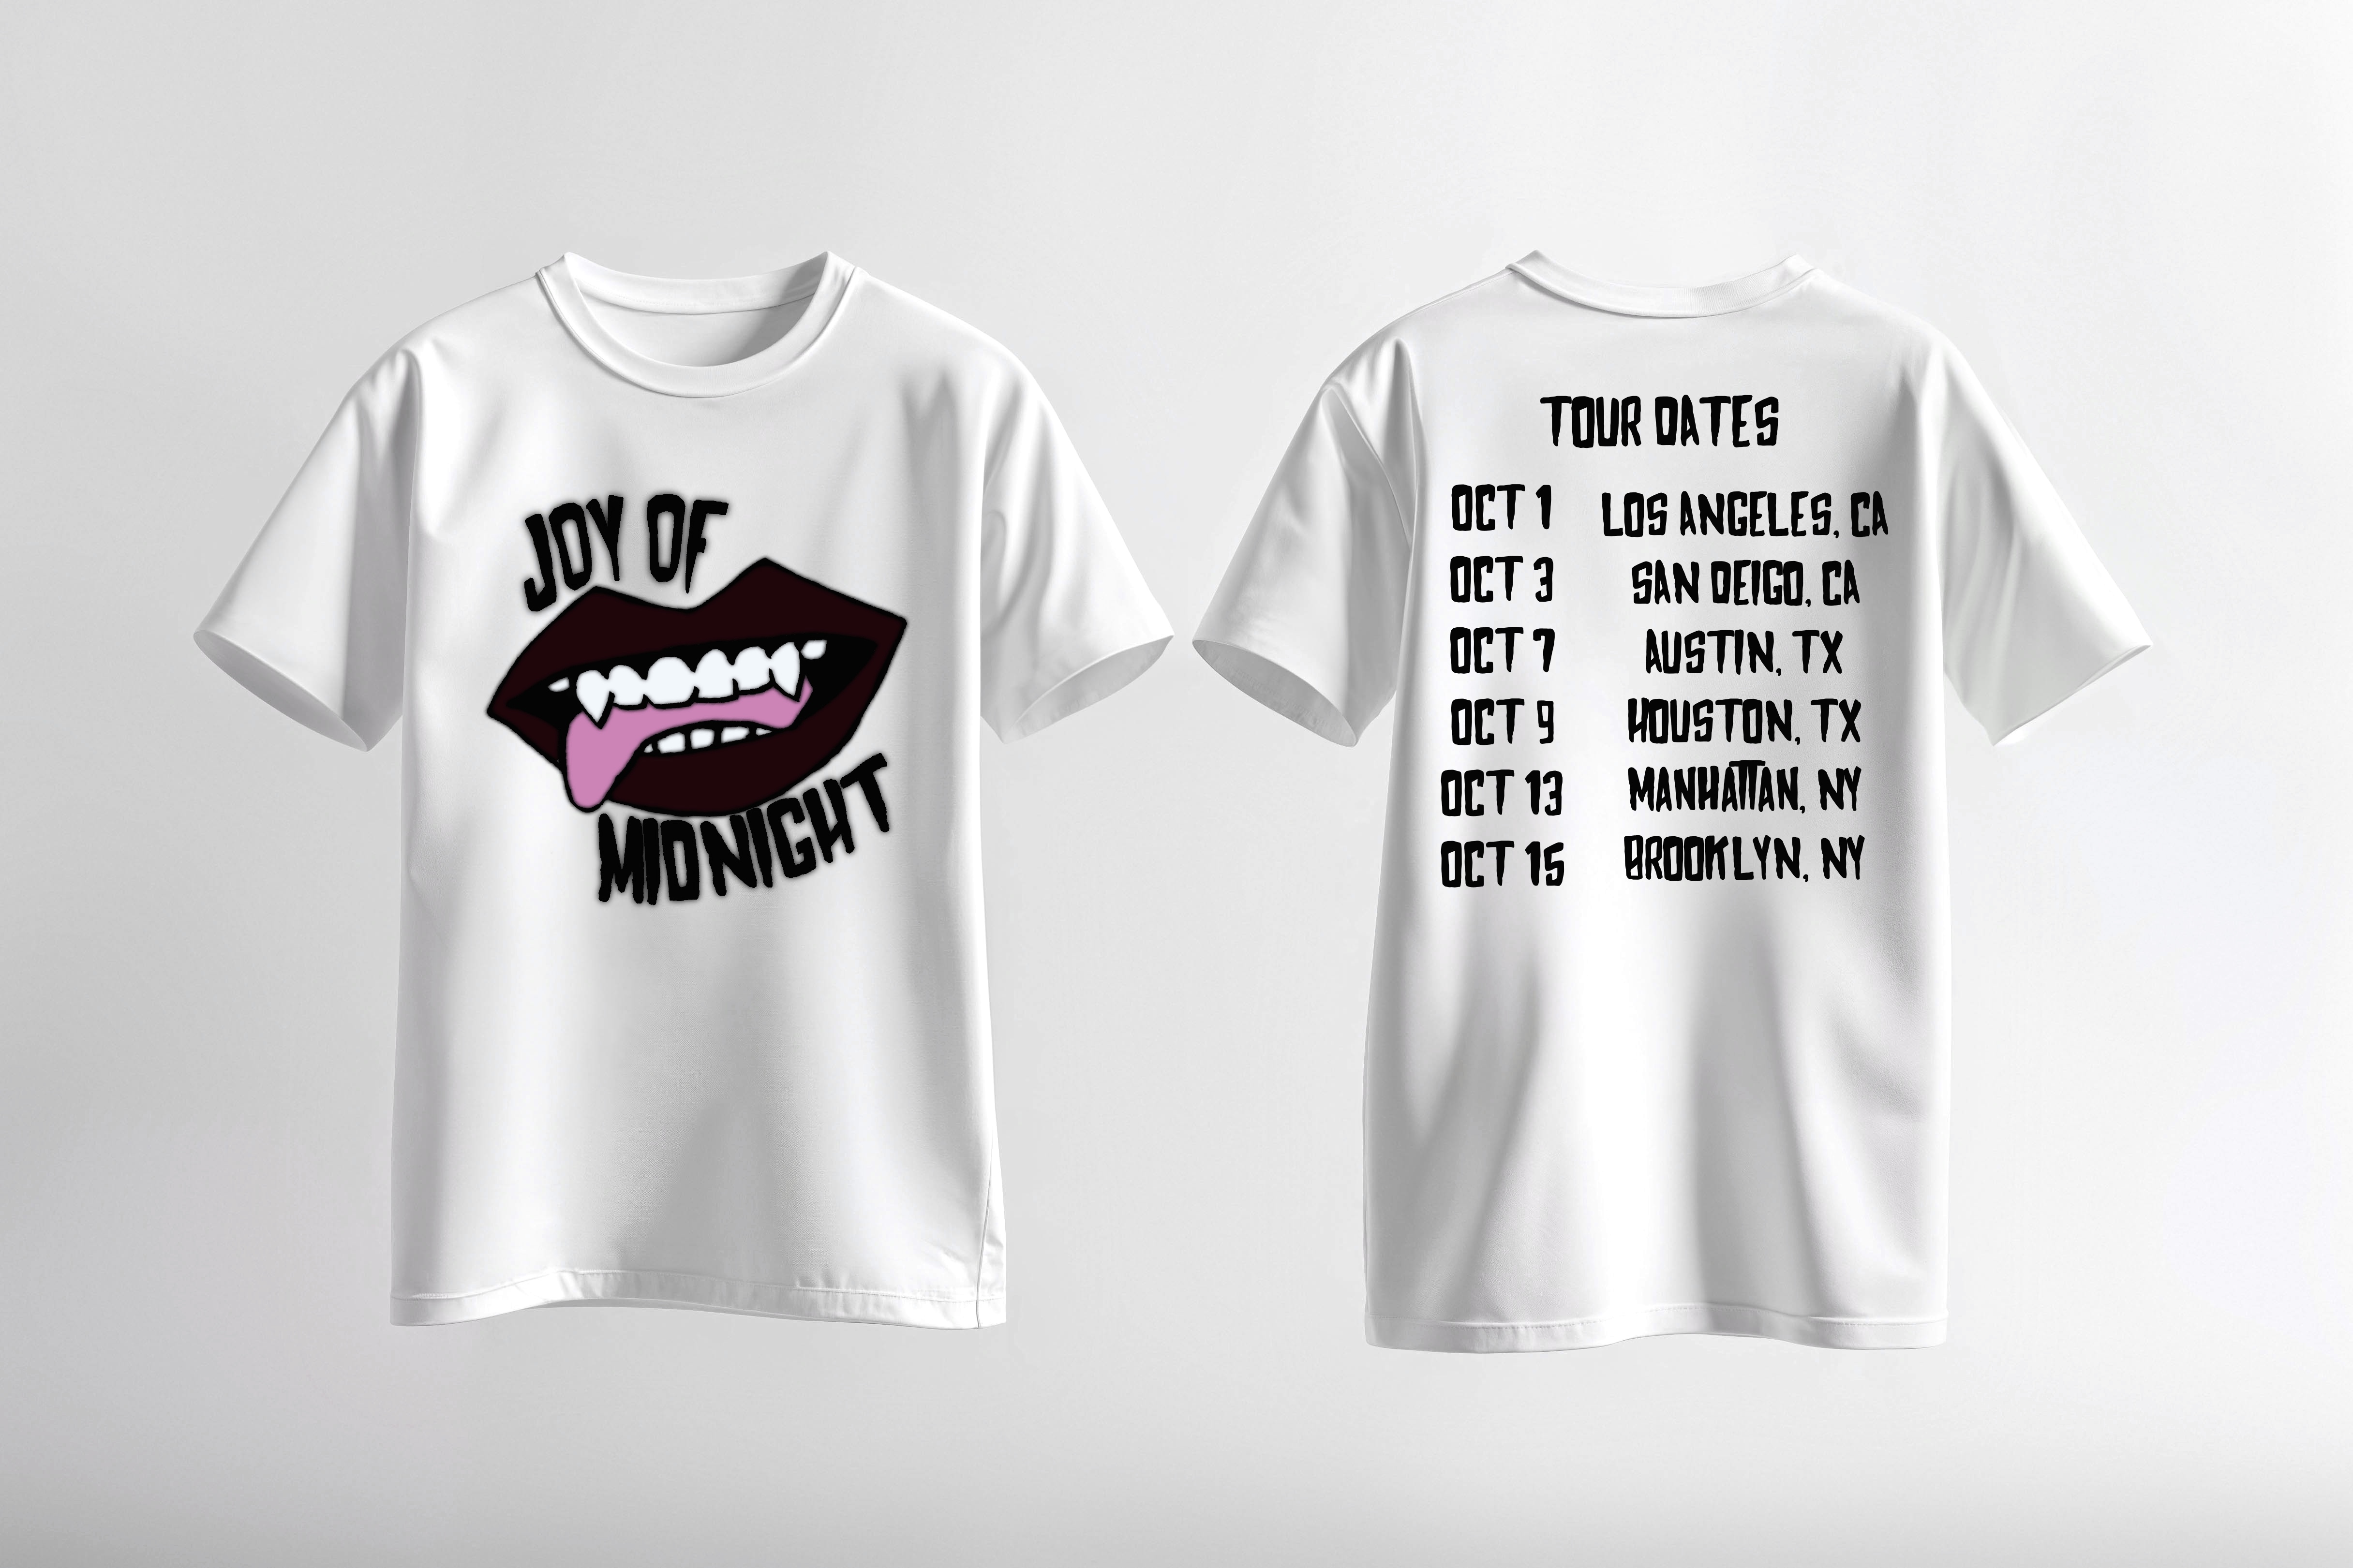 JOY OF
MIDNIGHT
TOUR DATES
OCT 1 LOS ANGELES, CA
OCT 3 SAN DEIGO, CA
OCT 7 AUSTIN, TX
OCT 9 HOUSTON, TX
OCT 13 MANHATTAN, NY
OCT 15 BROOKLYN, NY